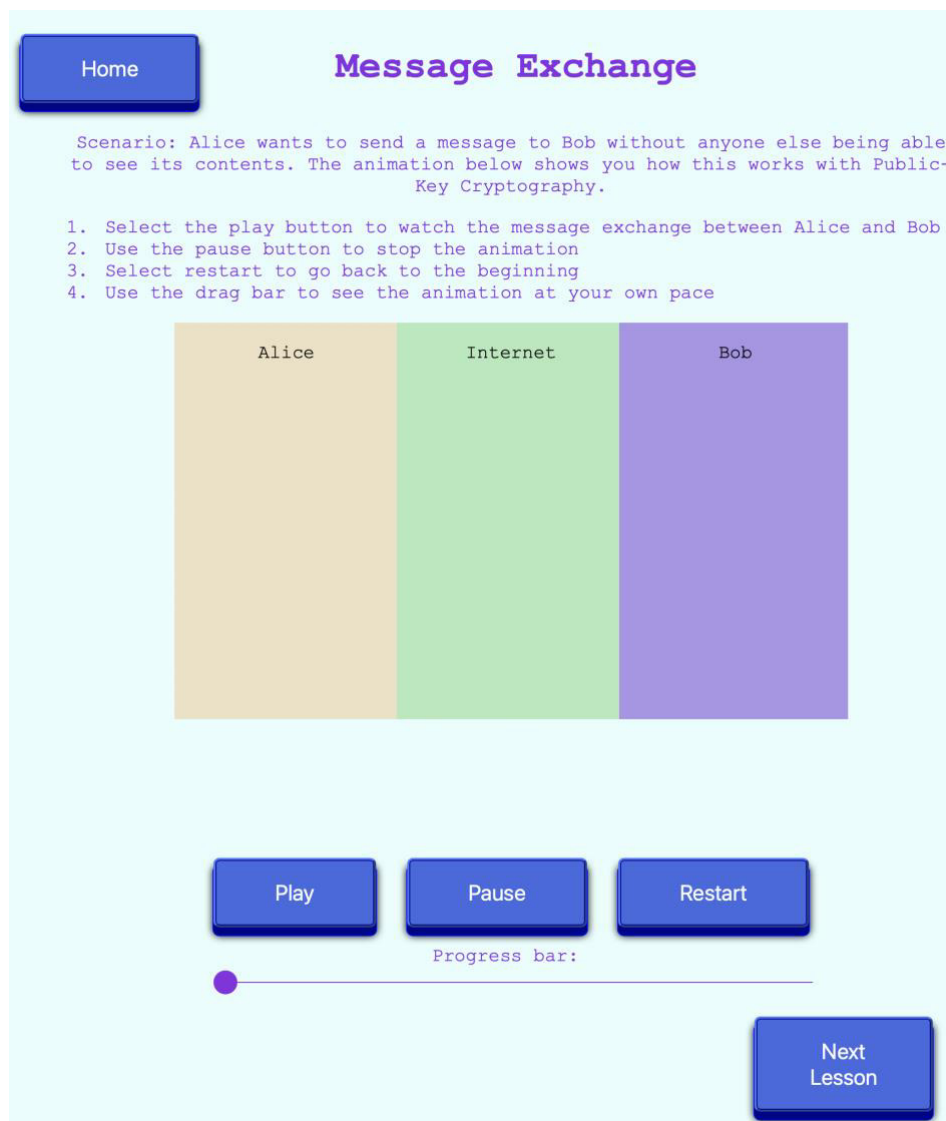 Home
Message Exchange
Scenario: Alice wants to send a message to Bob without anyone else being able
to see its contents. The animation below shows you how this works with Public-
Key Cryptography.
1. Select the play button to watch the message exchange between Alice and Bob
2. Use the pause button to stop the animation
3. Select restart to go back to the beginning
4. Use the drag bar to see the animation at your own pace
Alice
Internet
Bob
Play
Pause
Restart
Progress bar:
Next
Lesson